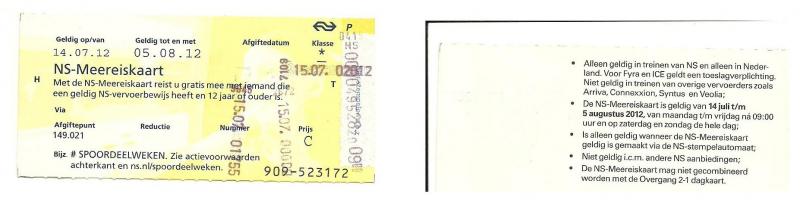 Geldig op/van Geldig tot en met Afgiftedatum Klasse P
14.07.12 05.08.12
15.07.02012
NS-Meereiskaart
H Met de NS-Meereiskaart reist u gratis mee met iemand die T
een geldig NS-vervoerbewijs heeft en 12 jaar of ouder is.
Via
Afgiftepunt Reductie Nummer Prijs
149.021 C
Bijz. # SPOORDEELWEKEN. Zie actievoorwaarden
achterkant en ns.nl/spoordeelweken.
909-523172
• Alleen geldig in treinen van NS en alleen in Neder-
land. Voor Fyra en ICE geldt een toeslagverplichting.
Niet geldig in treinen van overige vervoerders zoals
Arriva, Connexxion, Syntus en Veolia;
• De NS-Meereiskaart is geldig van 14 juli t/m
5 augustus 2012, van maandag t/m vrijdag ná 09:00
uur en op zaterdag en zondag de hele dag;
• Is alleen geldig wanneer de NS-Meereiskaart
geldig is gemaakt via de NS-stempelautomaat;
• Niet geldig i.c.m. andere NS aanbiedingen;
• De NS-Meereiskaart mag niet gecombineerd
worden met de Overgang 2-1 dagkaart.